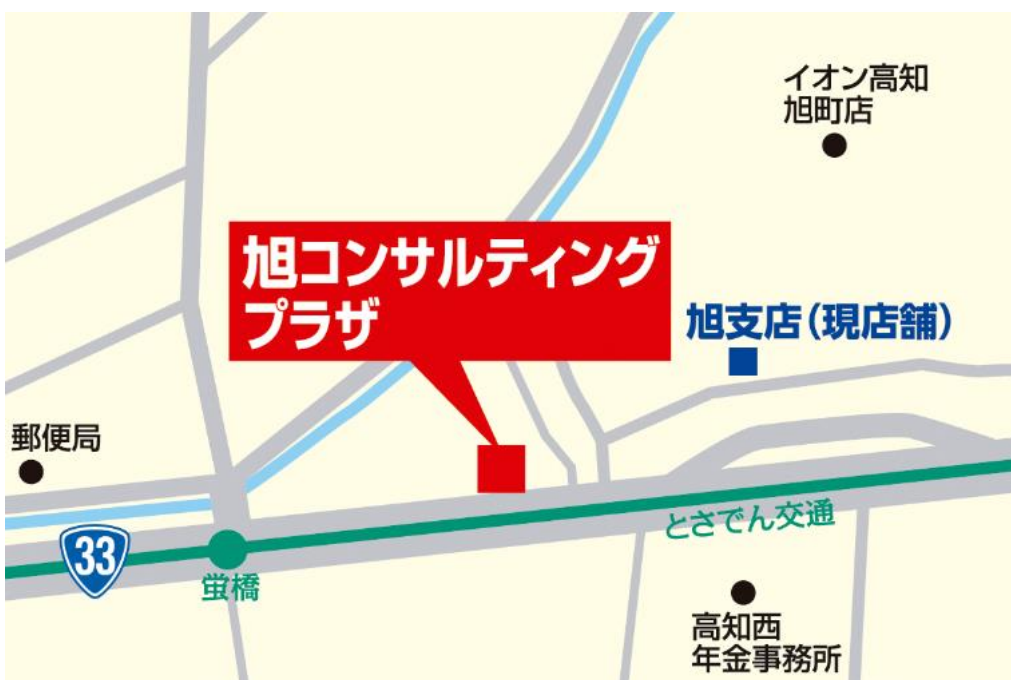 イオン高知
旭町店
旭コンサルティング
プラザ
旭支店(現店舗)
郵便局
33
蛍橋
とさでん交通
高知西
年金事務所